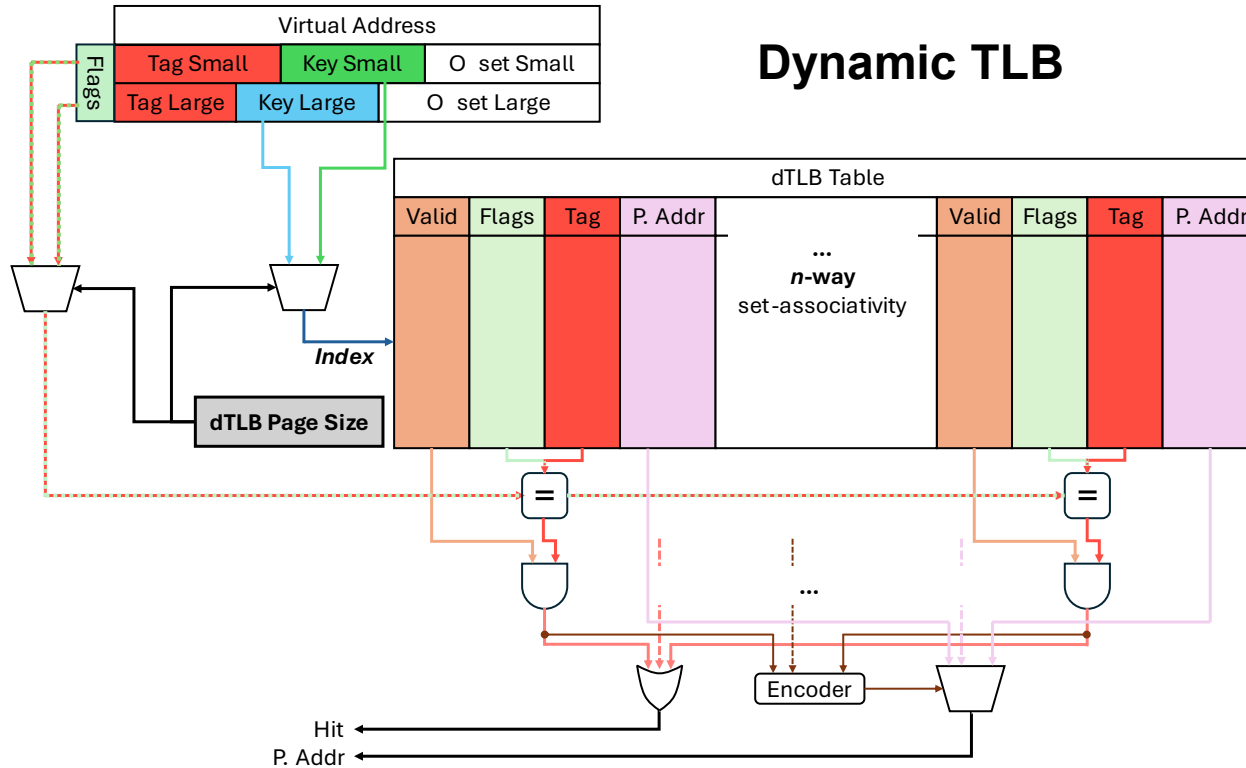 Virtual Address
Dynamic TLB
Flags
Tag Small
Key Small
O set Small
Tag Large
Key Large
O set Large
dTLB Table
Valid
Flags
Tag
P. Addr
Valid
Flags
Tag
P. Addr
...
n-way
set-associativity
Index
dTLB Page Size
=
=
...
Encoder
Hit
P. Addr